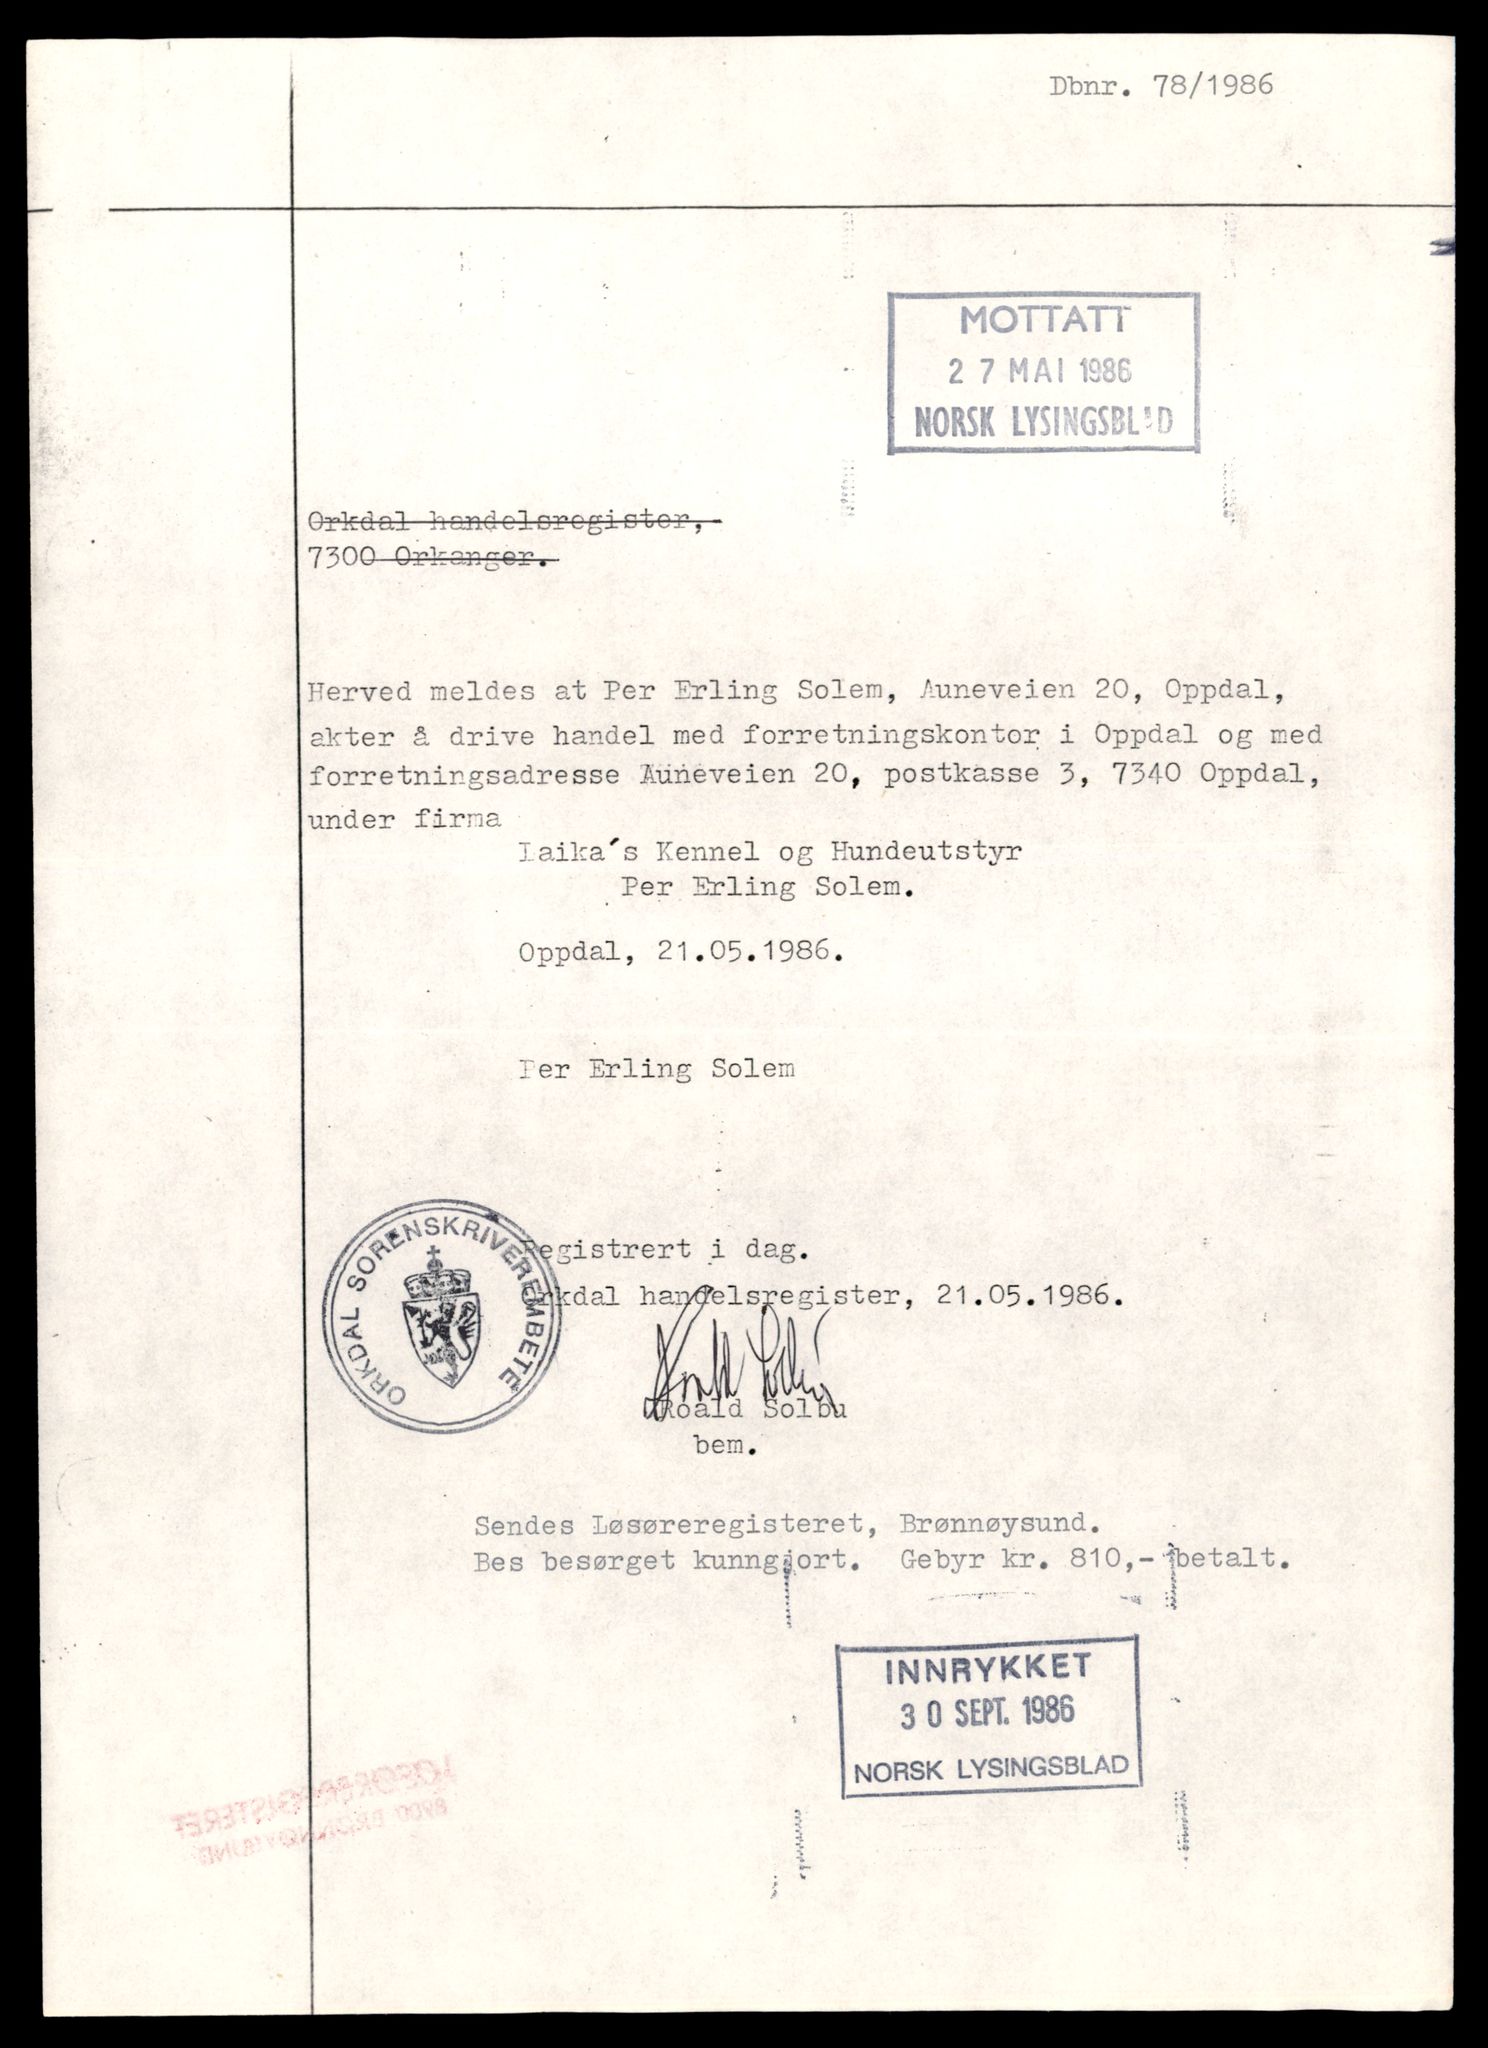 Dbnr. 78/1986
MOTTATT
27 MAI 1986
NORSK LYSINGSBLAD
Orkdal handelsregister,
7300 Orkanger.
Herved meldes at Per Erling Solem, Auneveien 20, Oppdal,
akter å drive handel med forretningskontor i Oppdal og med
forretningsadresse Auneveien 20, postkasse 3, 7340 Oppdal,
under firma
Laika´s Kennel og Hundeutstyr
Per Erling Solem.
Oppdal, 21.05.1986.
Per Erling Solem
ORKDAL SORENSKRIVEREMBETE
Registrert i dag.
Orkdal handelsregister, 21.05.1986.
Roald Solbu
bem.
Sendes Løsøreregisteret, Brønnøysund.
Bes besørget kunngjort. Gebyr kr. 810,- betalt.
INNRYKKET
30 SEPT. 1986
NORSK LYSINGSBLAD
LØSØREREGISTERET
8900 BRØNNØYSUND